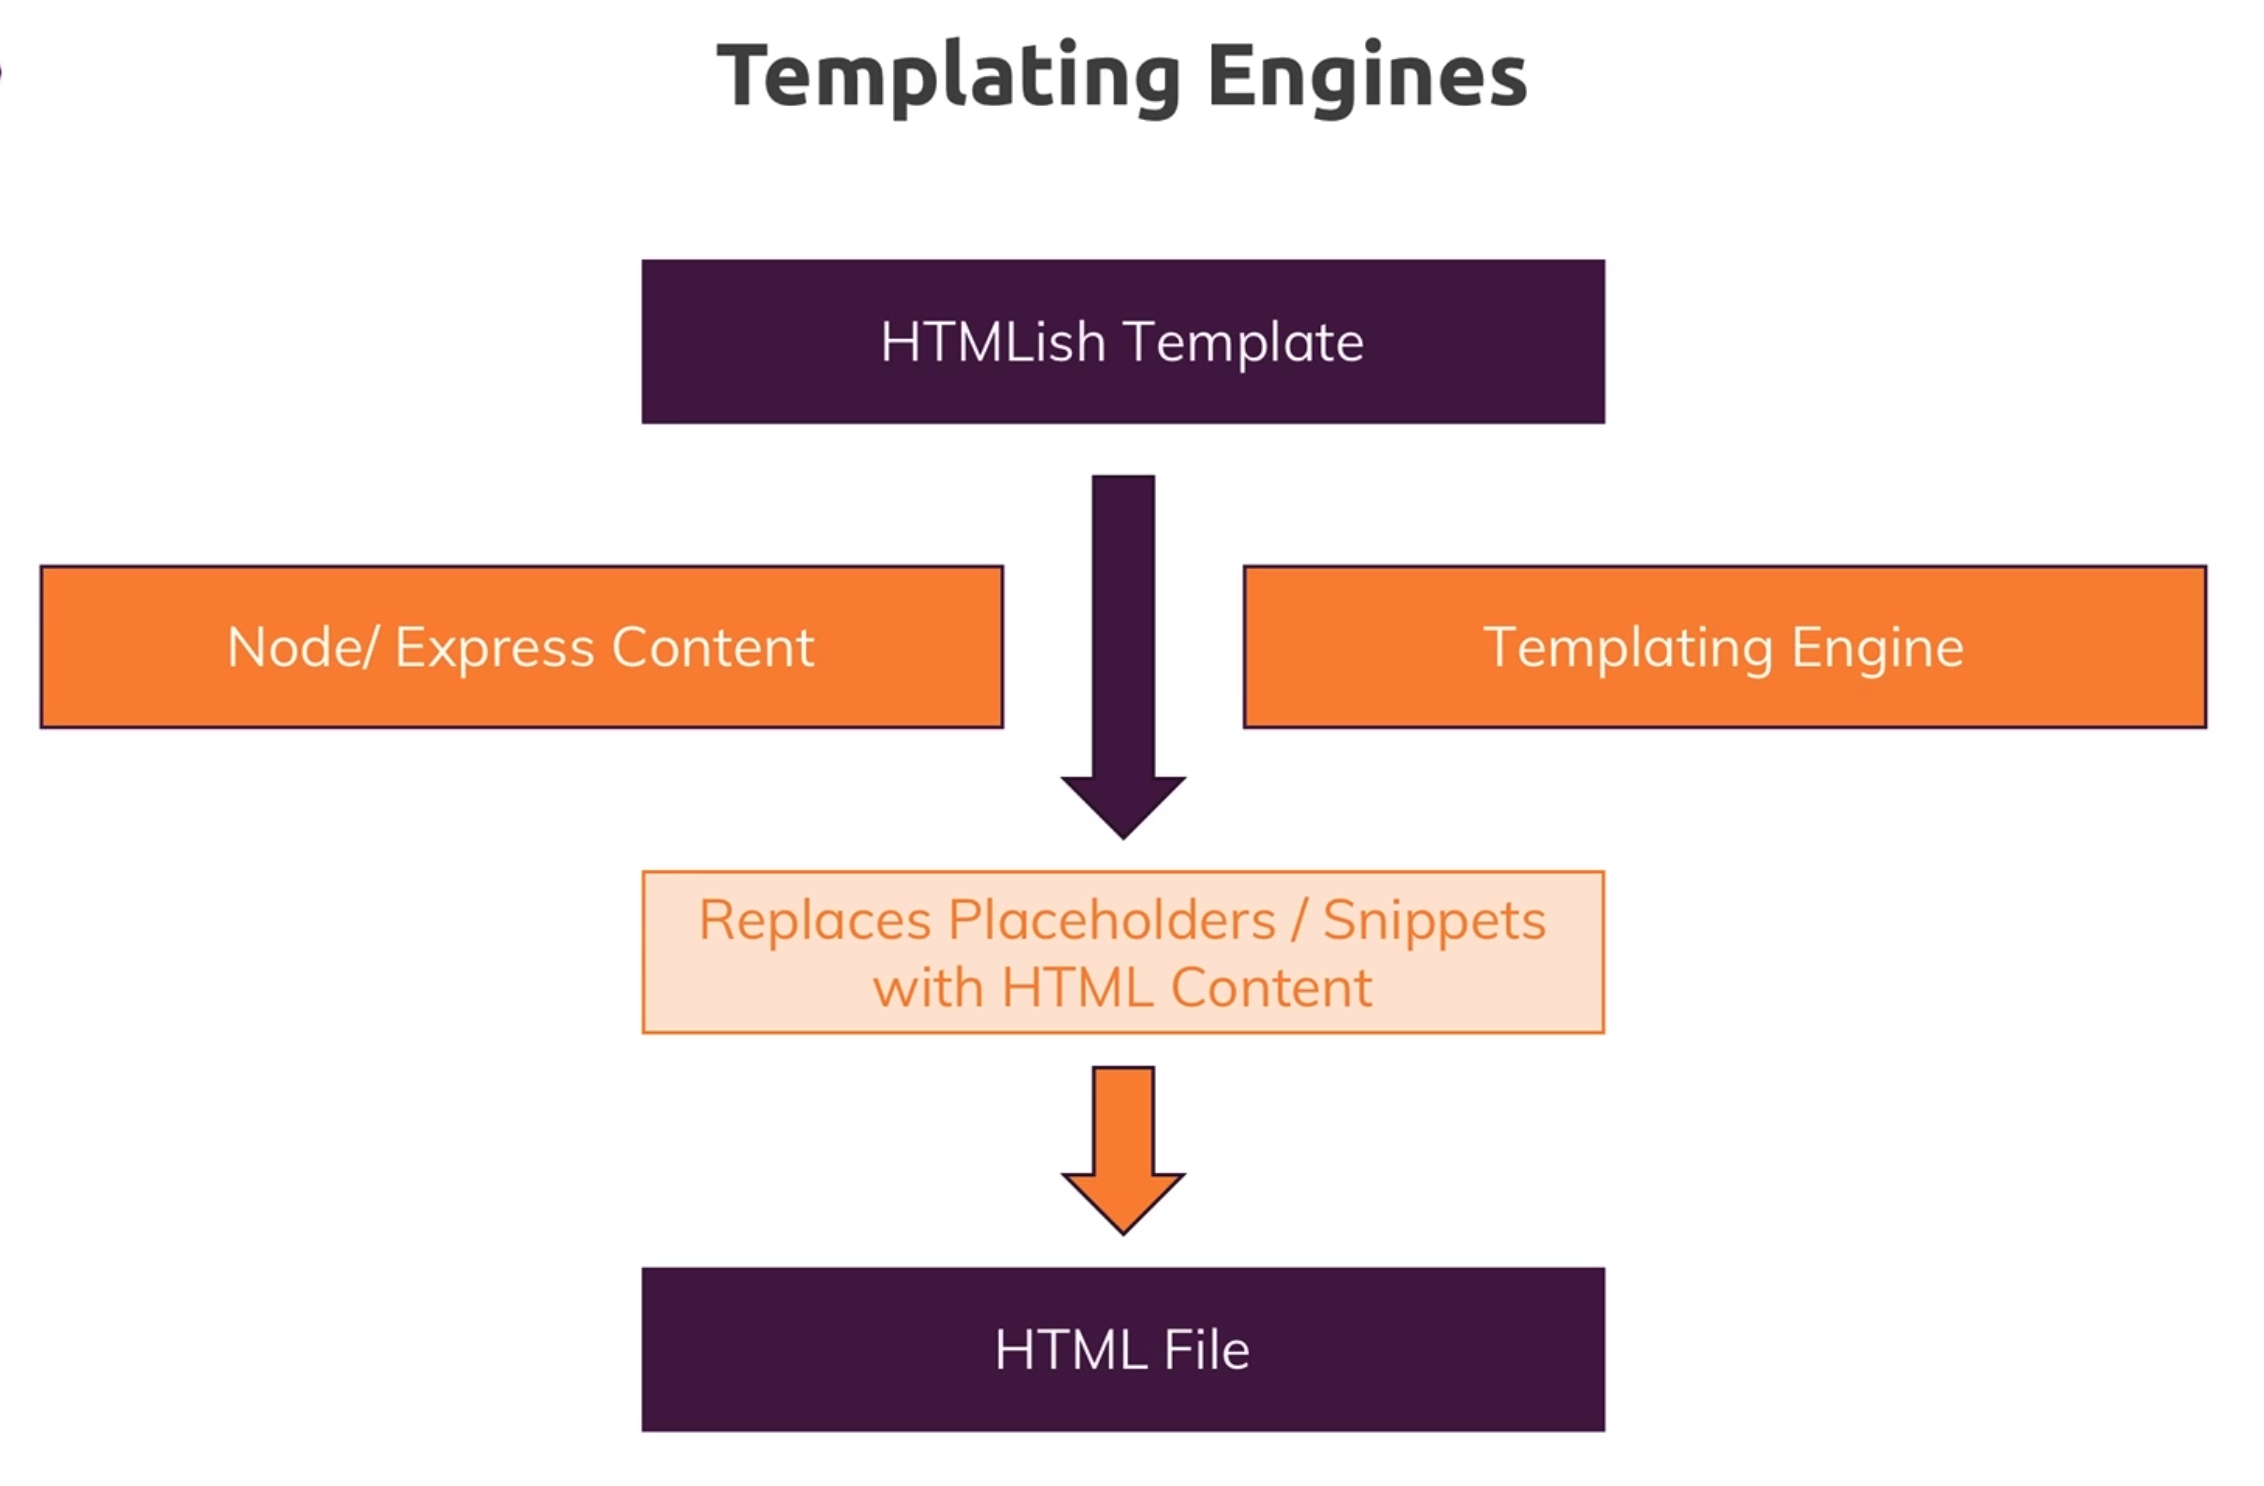 Templating Engines
HTMLish Template
Node/ Express Content
Templating Engine
Replaces Placeholders / Snippets
with HTML Content
HTML File